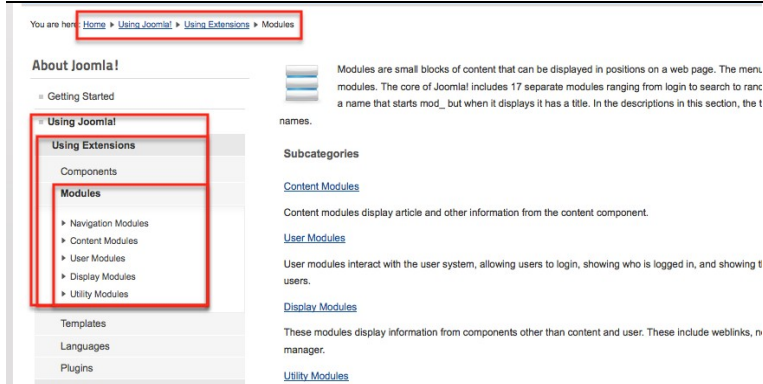 You are here: Home ▸ Using Joomla! ▸ Using Extensions ▸ Modules
About Joomla!
Getting Started
Using Joomla!
Using Extensions
Components
Modules
▸ Navigation Modules
▸ Content Modules
▸ User Modules
▸ Display Modules
▸ Utility Modules
Templates
Languages
Plugins
Modules are small blocks of content that can be displayed in positions on a web page. The menu
modules. The core of Joomla! includes 17 separate modules ranging from login to search to
a name that starts mod_ but when it displays it has a title. In the descriptions in this section, the
names.
Subcategories
Content Modules
Content modules display article and other information from the content component.
User Modules
User modules interact with the user system, allowing users to login, showing who is logged in, and showing
users.
Display Modules
These modules display information from components other than content and user. These include weblinks,
manager.
Utility Modules